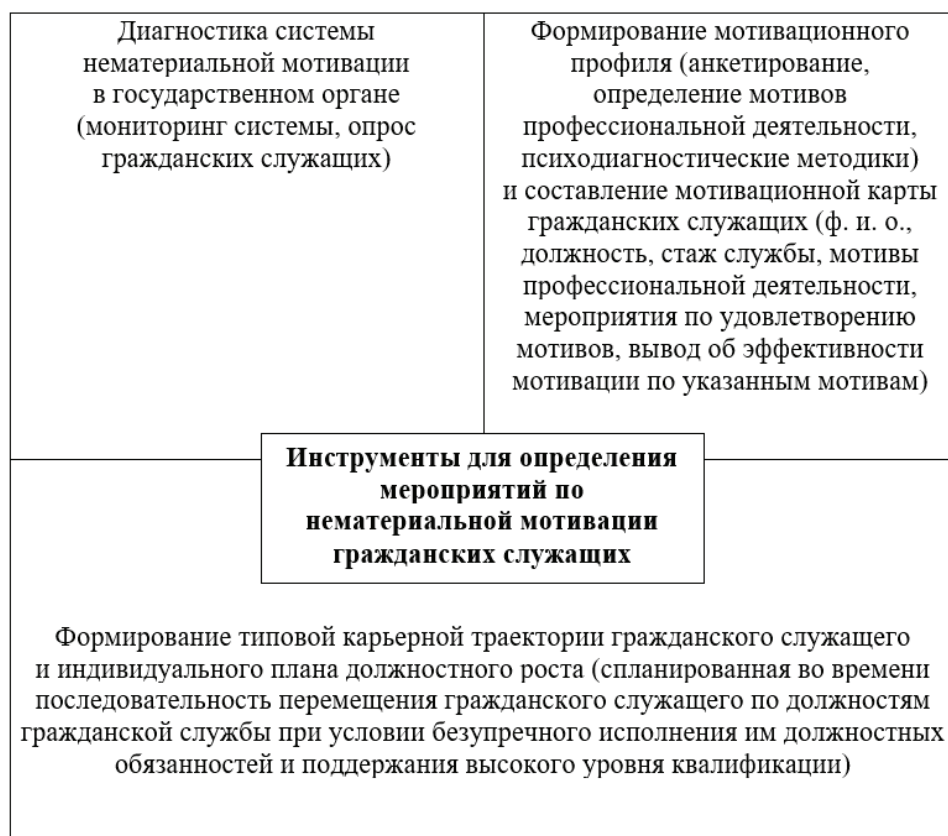 Диагностика системы
нематериальной мотивации
в государственном органе
(мониторинг системы, опрос
гражданских служащих)
Формирование мотивационного
профиля (анкетирование,
определение мотивов
профессиональной деятельности,
психодиагностические методики)
и составление мотивационной карты
гражданских служащих (ф. и. о.,
должность, стаж службы, мотивы
профессиональной деятельности,
мероприятия по удовлетворению
мотивов, вывод об эффективности
мотивации по указанным мотивам)
Инструменты для определения
мероприятий по
нематериальной мотивации
гражданских служащих
Формирование типовой карьерной траектории гражданского служащего
и индивидуального плана должностного роста (спланированная во времени
последовательность перемещения гражданского служащего по должностям
гражданской службы при условии безупречного исполнения им должностных
обязанностей и поддержания высокого уровня квалификации)